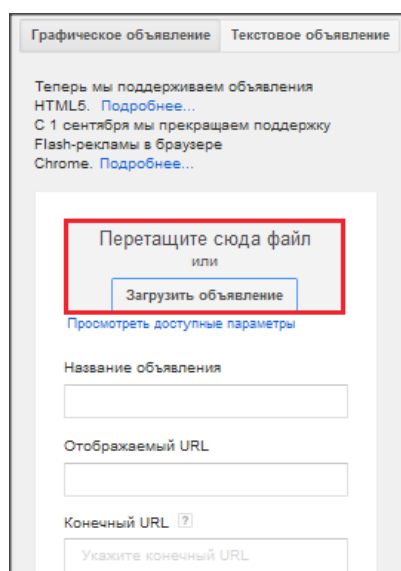 Графическое объявление Текстовое объявление
Теперь мы поддерживаем объявления
HTML5. Подробнее...
С 1 сентября мы прекращаем поддержку
Flash-рекламы в браузере
Chrome. Подробнее...
Перетащите сюда файл
или
Загрузить объявление
Просмотреть доступные параметры
Название объявления
Отображаемый URL
Конечный URL ?
Укажите конечный URL